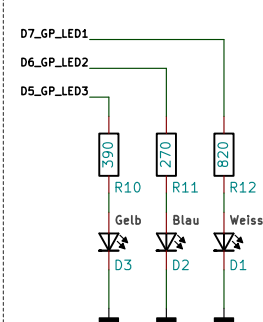 D7_GP_LED1
D6_GP_LED2
D5_GP_LED3
390 270 820
R10 R11 R12
Gelb Blau Weiss
D3 D2 D1